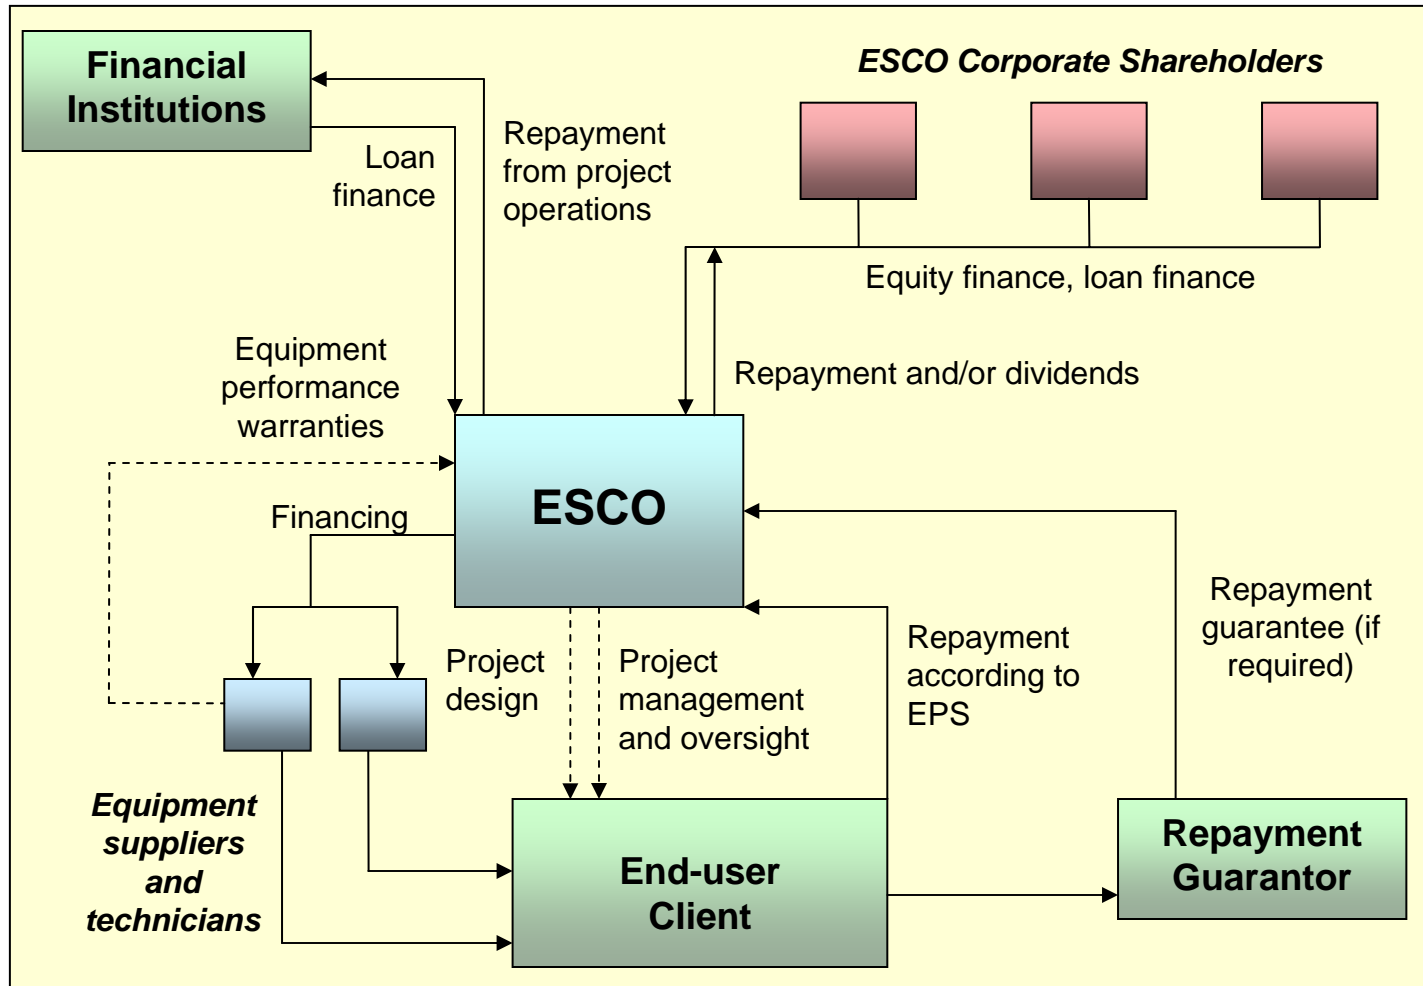 Financial
Institutions
ESCO Corporate Shareholders
Loan
finance
Repayment
from project
operations
Equity finance, loan finance
Equipment
performance
warranties
Repayment and/or dividends
ESCO
Financing
Project
design
Project
management
and oversight
Repayment
according to
EPS
Repayment
guarantee (if
required)
Equipment
suppliers
and
technicians
End-user
Client
Repayment
Guarantor